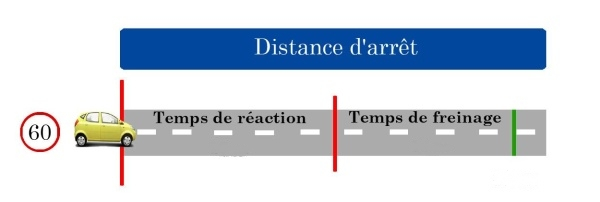 Distance d'arrêt
Temps de réaction
Temps de freinage
60